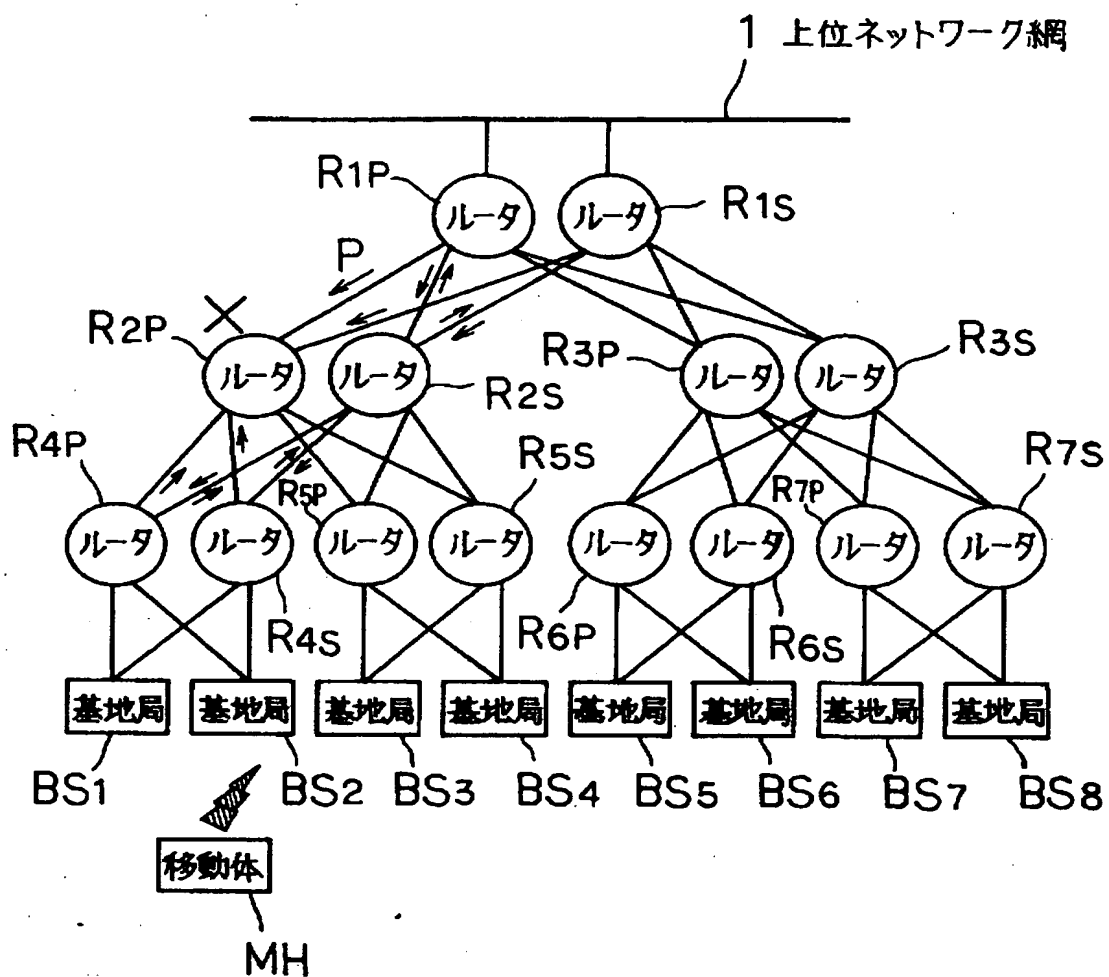 1 上位ネットワーク網
R1P ルータ ルータ R1S
P
×
R2P ルータ ルータ R2S
R3P ルータ ルータ R3S
R4P R5P R5S R7P R7S
ルータ ルータ ルータ ルータ ルータ ルータ ルータ ルータ
R4S R6P R6S
基地局 基地局 基地局 基地局 基地局 基地局 基地局 基地局
BS1 BS2 BS3 BS4 BS5 BS6 BS7 BS8
移動体
MH